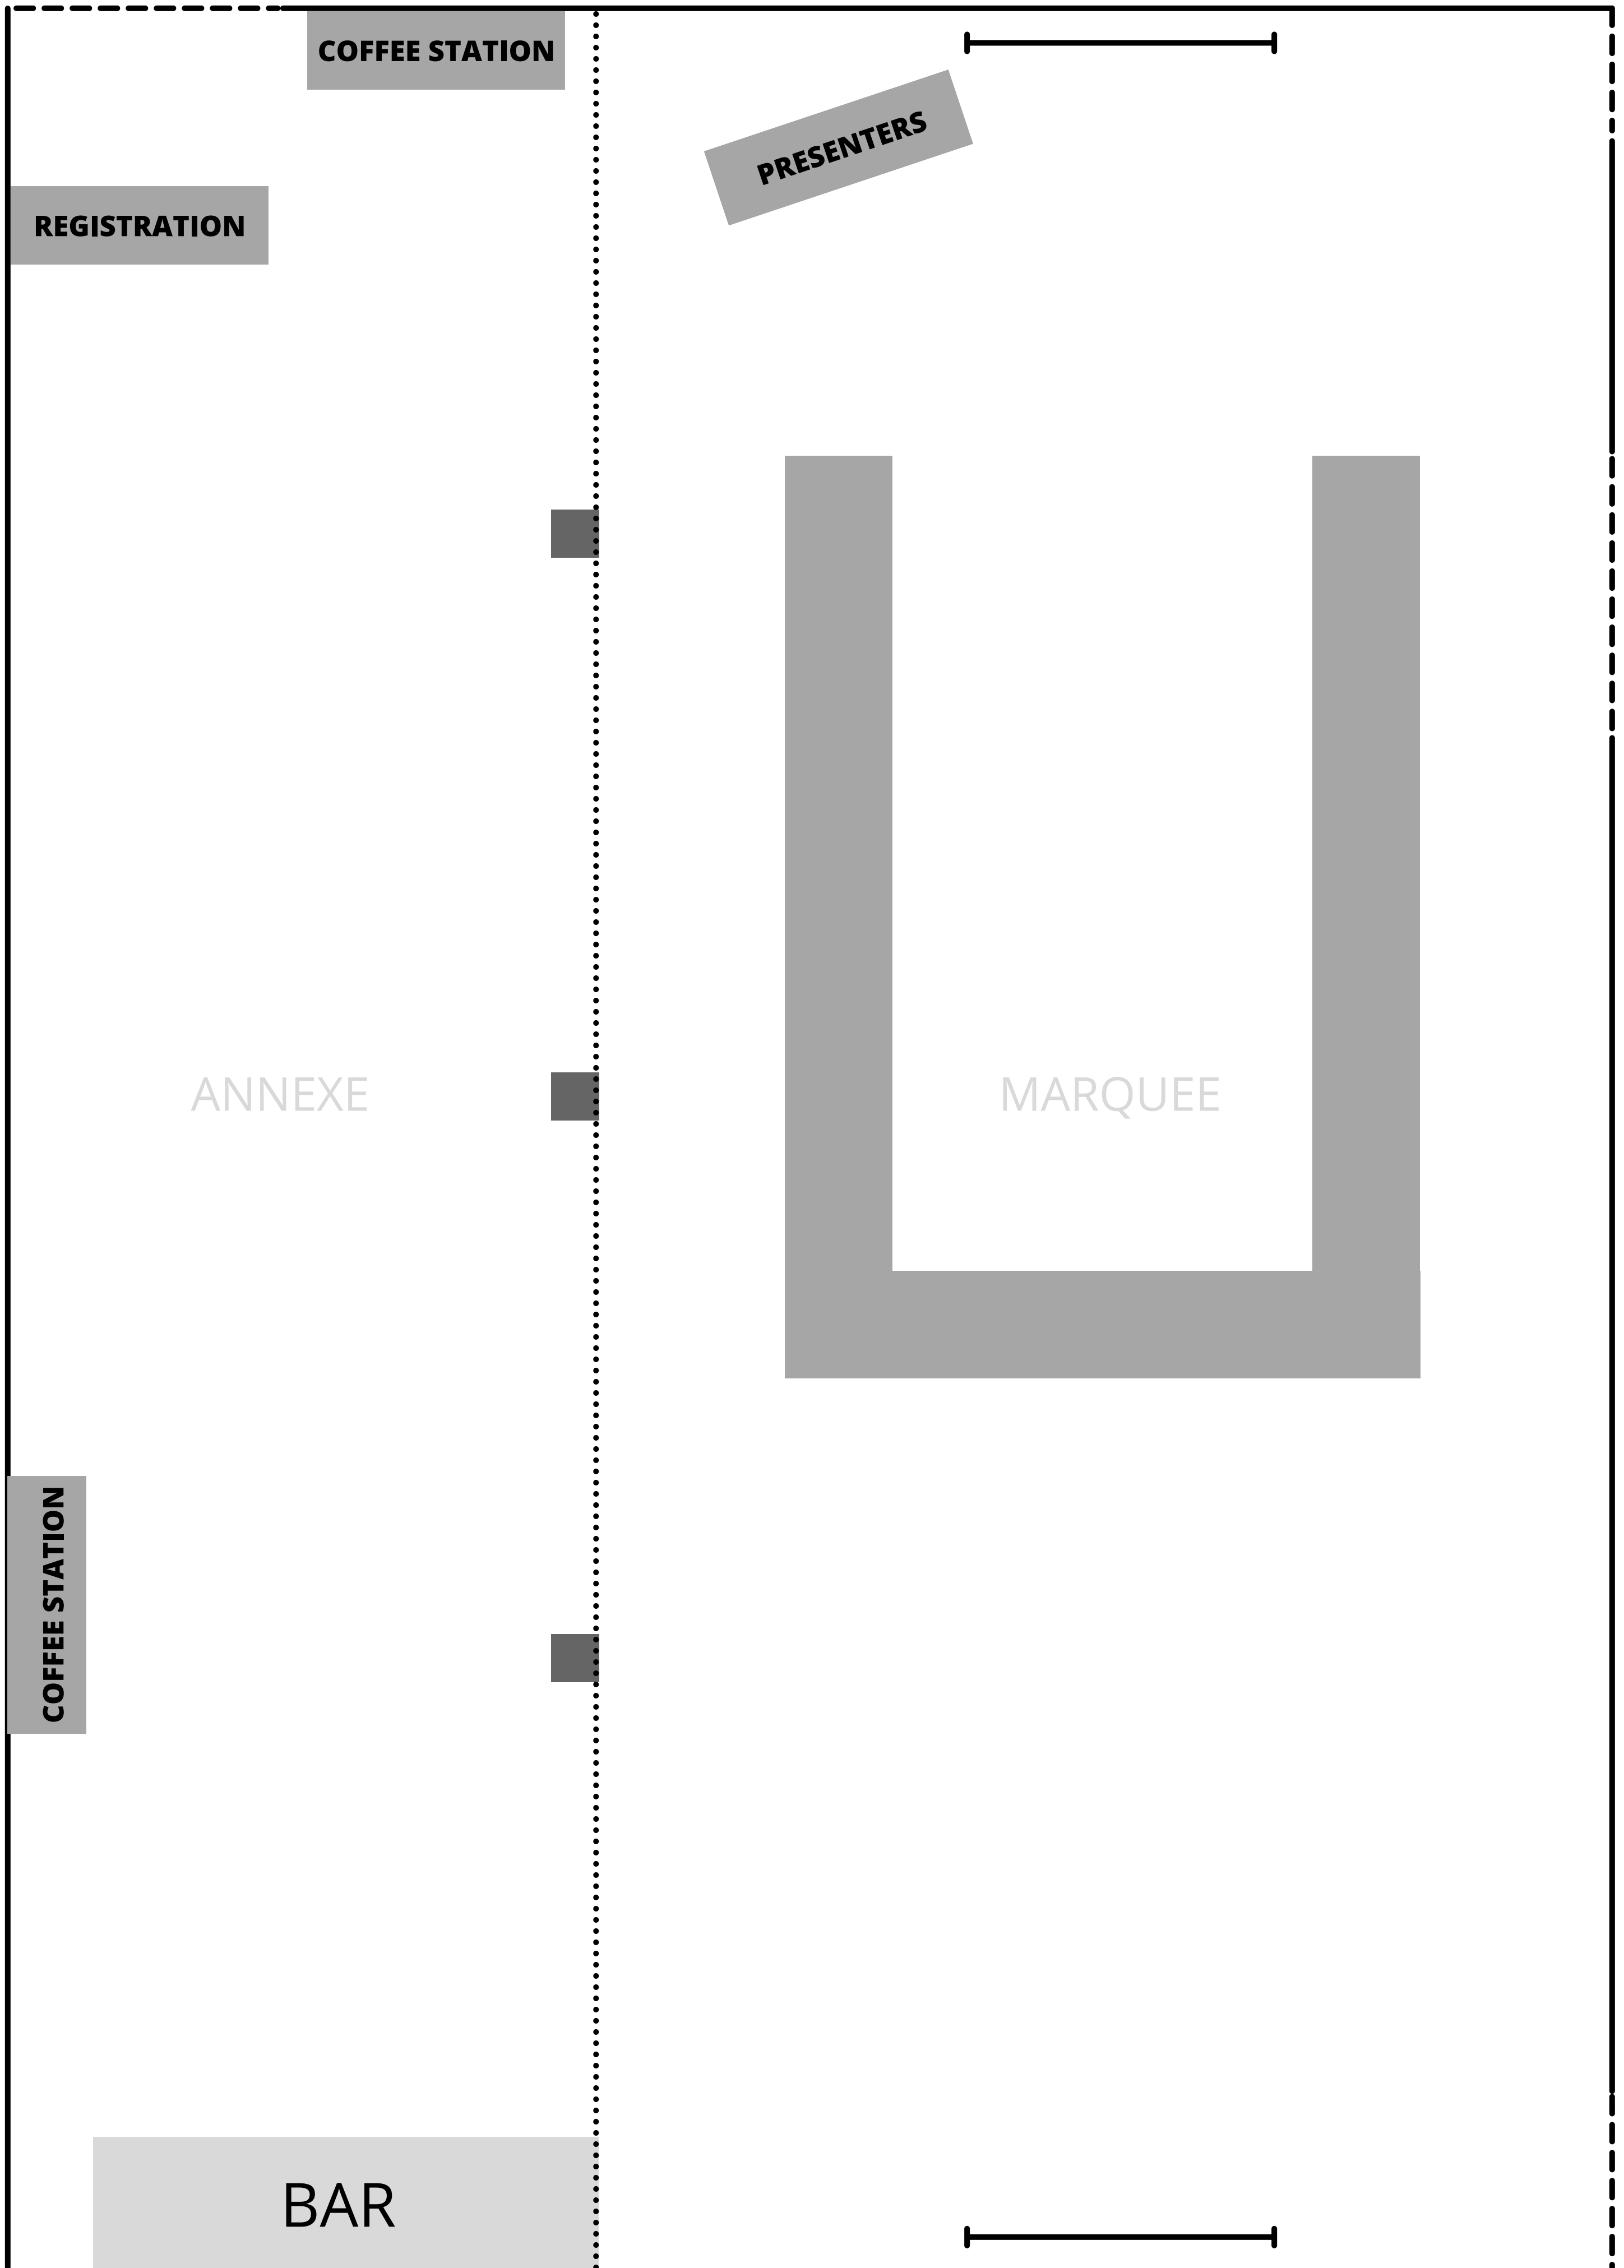 COFFEE STATION
PRESENTERS
REGISTRATION
ANNEXE
MARQUEE
COFFEE STATION
BAR